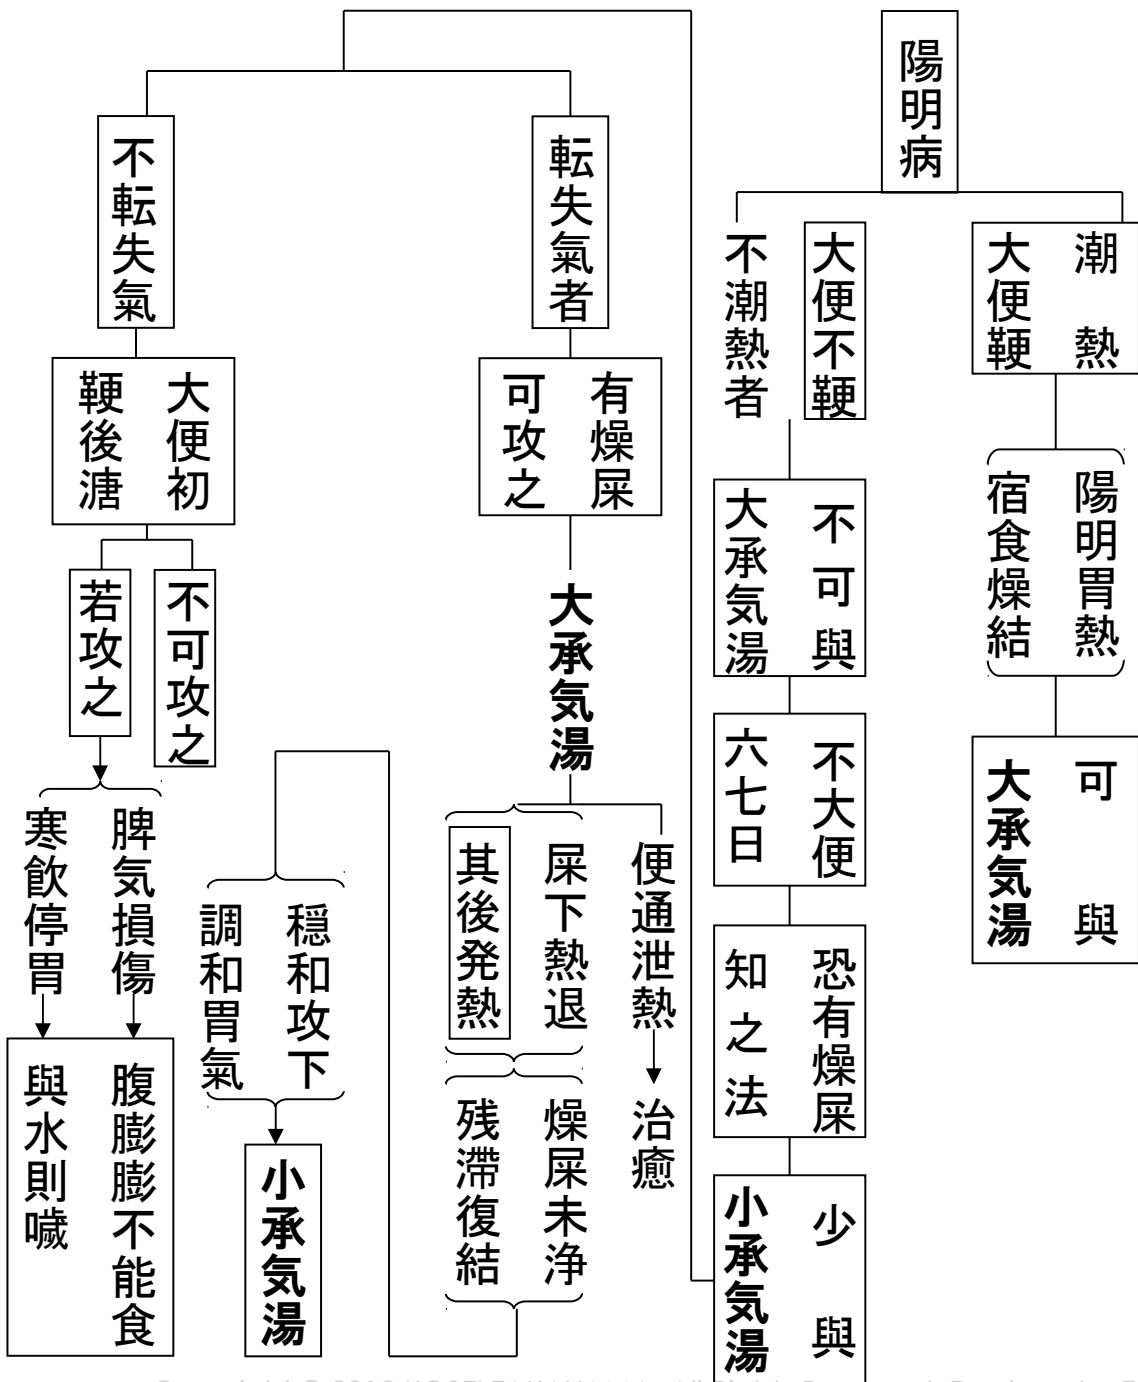 陽明病
潮熱
大便鞕
陽明胃熱
宿食燥結
可與
大承気湯
大便不鞕
不潮熱者
不可與
大承気湯
不大便
六七日
恐有燥屎
知之法
少與
小承気湯
転失氣者
有燥屎
可攻之
大承気湯
便通泄熱
治癒
屎下熱退
其後発熱
燥屎未浄
残滞復結
穏和攻下
調和胃氣
小承気湯
不転失氣
大便初
鞕後溏
不可攻之
若攻之
脾気損傷
寒飲停胃
腹膨膨不能食
與水則噦